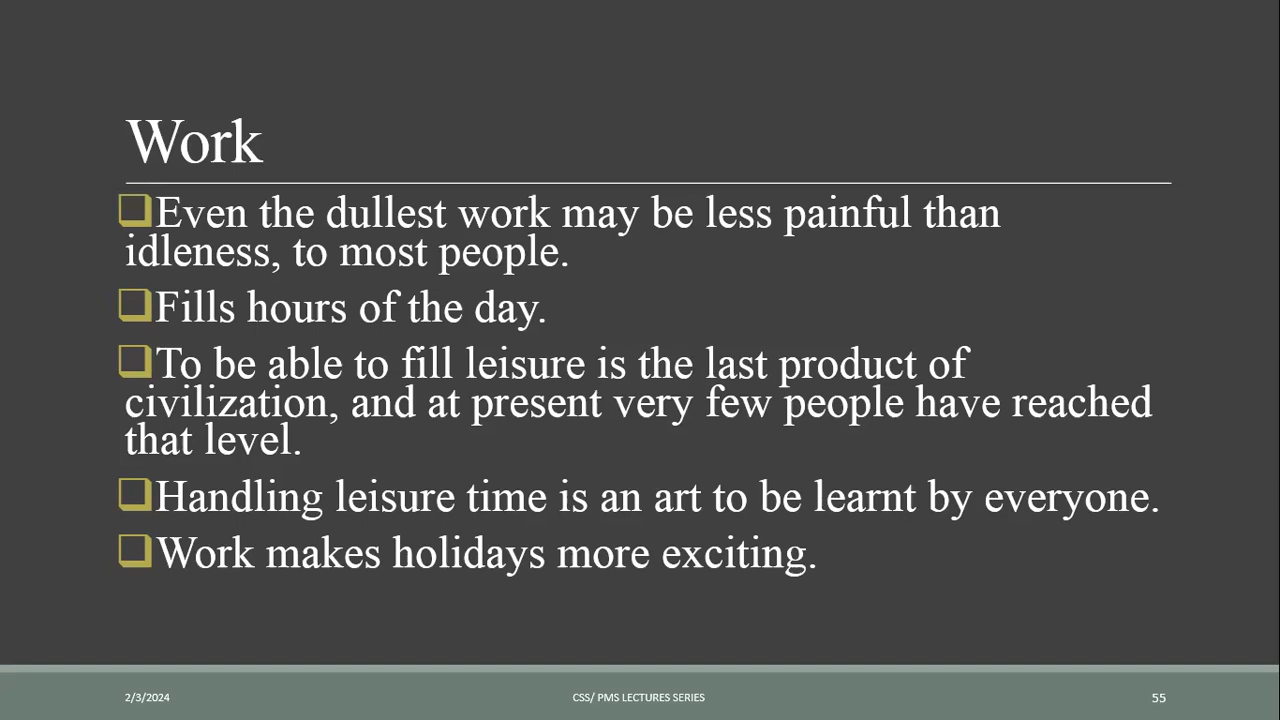 Work
❑Even the dullest work may be less painful than
idleness, to most people.
❑Fills hours of the day.
❑To be able to fill leisure is the last product of
civilization, and at present very few people have reached
that level.
❑Handling leisure time is an art to be learnt by everyone.
❑Work makes holidays more exciting.
2/3/2024
CSS/ PMS LECTURES SERIES
55